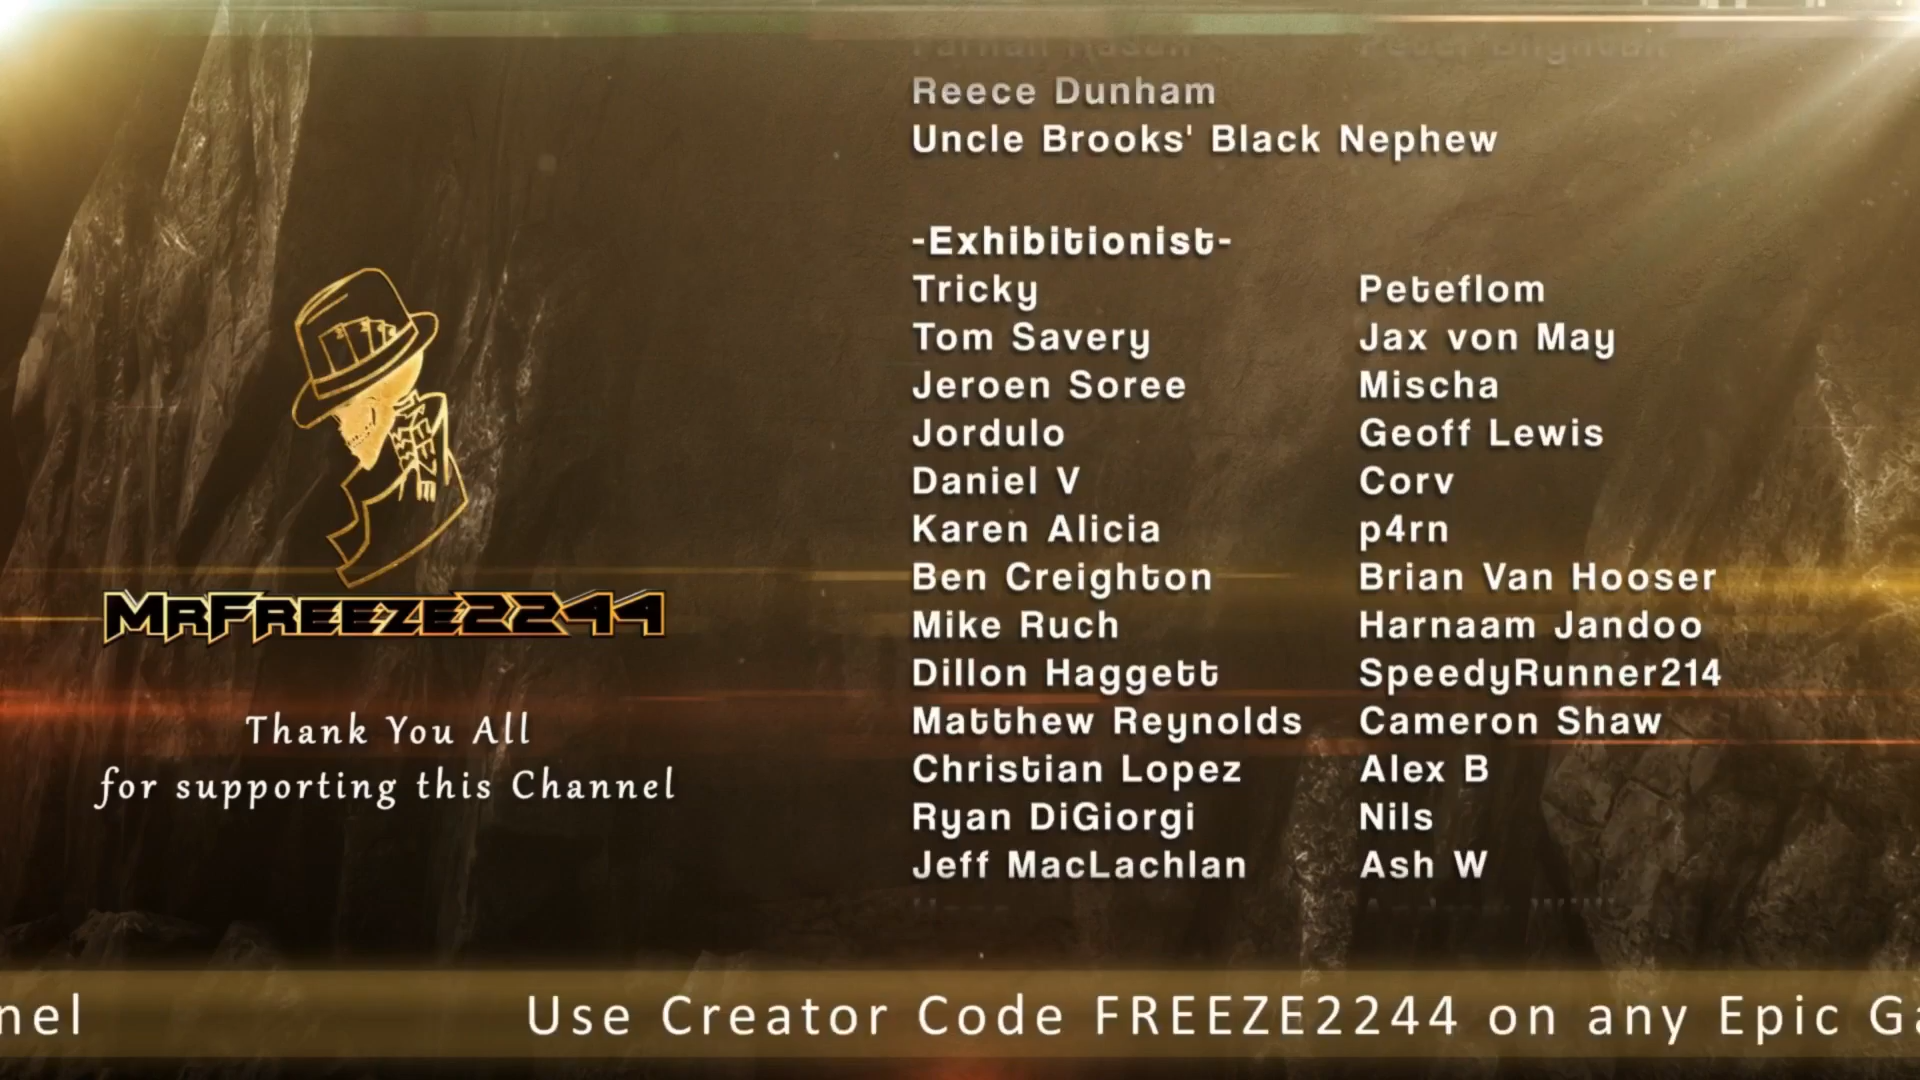 Reece Dunham
Uncle Brooks' Black Nephew
-Exhibitionist-
Tricky
Peteflom
Tom Savery
Jax von May
Jeroen Soree
Mischa
Jordulo
Geoff Lewis
Daniel V
Corv
Karen Alicia
p4rn
Ben Creighton
Brian Van Hooser
Mike Ruch
Harnaam Jandoo
Dillon Haggett
SpeedyRunner214
Matthew Reynolds
Cameron Shaw
Christian Lopez
Alex B
Ryan DiGiorgi
Nils
Jeff MacLachlan
Ash W
MrFreeze2244
Thank You All
for supporting this Channel
nel
Use Creator Code FREEZE2244 on any Epic Ga